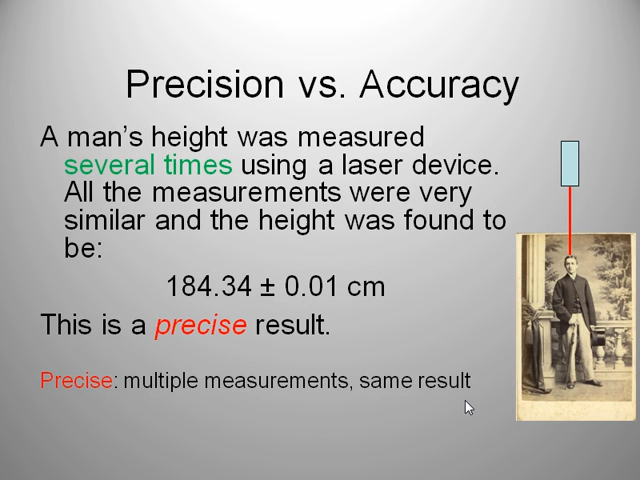 Precision vs. Accuracy
A man’s height was measured
several times using a laser device.
All the measurements were very
similar and the height was found to
be:
184.34 ± 0.01 cm
This is a precise result.
Precise: multiple measurements, same result